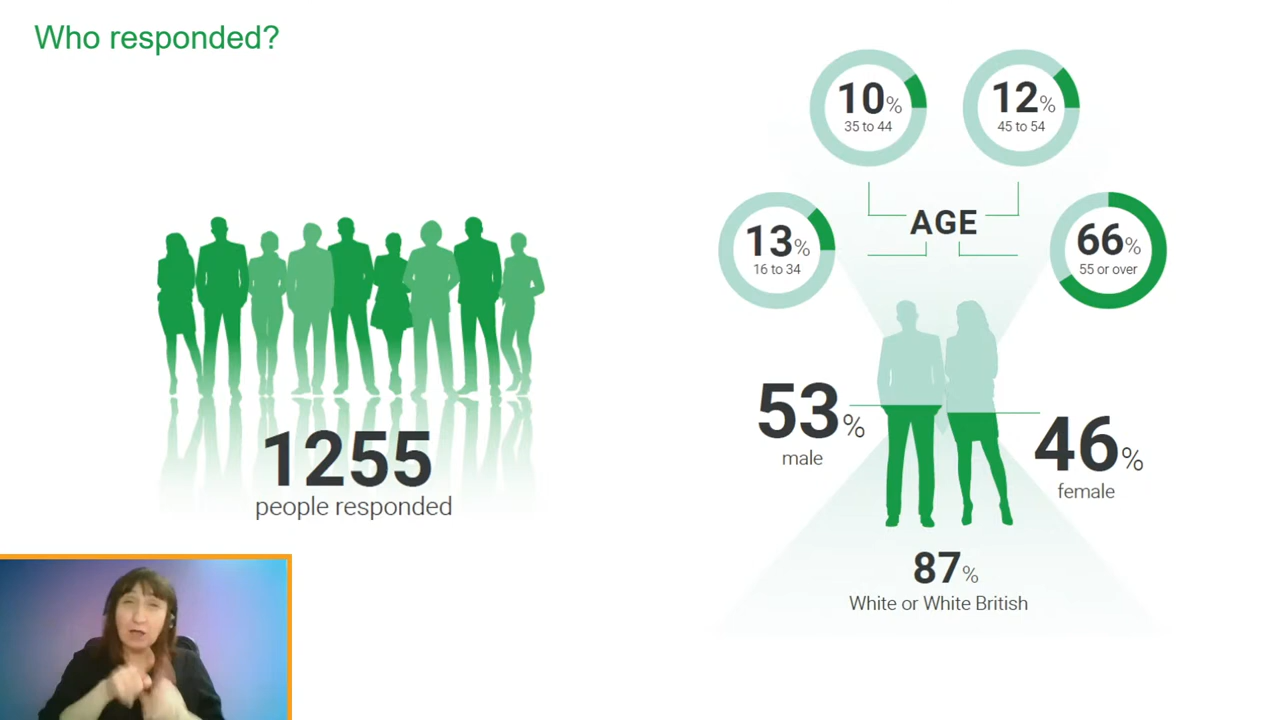 Who responded?
1255
people responded
10%
35 to 44
12%
45 to 54
13%
16 to 34
AGE
66%
55 or over
53%
male
46%
female
87%
White or White British